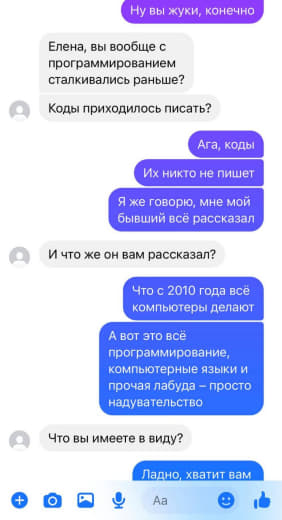 Ну вы жуки, конечно
Елена, вы вообще с
программированием
сталкивались раньше?
Коды приходилось писать?
Ага, коды
Их никто не пишет
Я же говорю, мне мой
бывший всё рассказал
И что же он вам рассказал?
Что с 2010 года всё
компьютеры делают
А вот это всё
программирование,
компьютерные языки и
прочая лабуда – просто
надувательство
Что вы имеете в виду?
Ладно, хватит вам
Aa